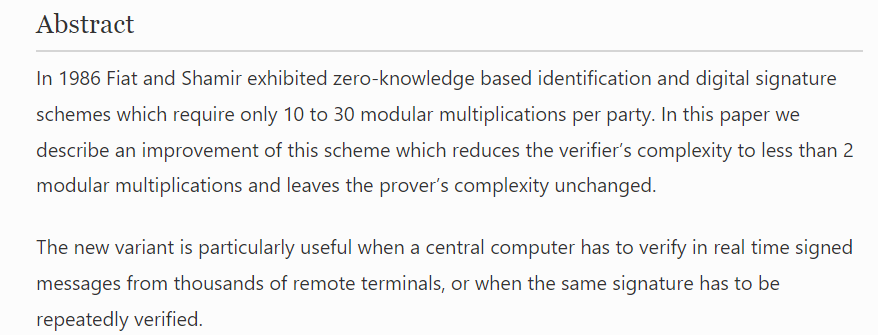 Abstract
In 1986 Fiat and Shamir exhibited zero-knowledge based identification and digital signature
schemes which require only 10 to 30 modular multiplications per party. In this paper we
describe an improvement of this scheme which reduces the verifier’s complexity to less than 2
modular multiplications and leaves the prover’s complexity unchanged.
The new variant is particularly useful when a central computer has to verify in real time signed
messages from thousands of remote terminals, or when the same signature has to be
repeatedly verified.